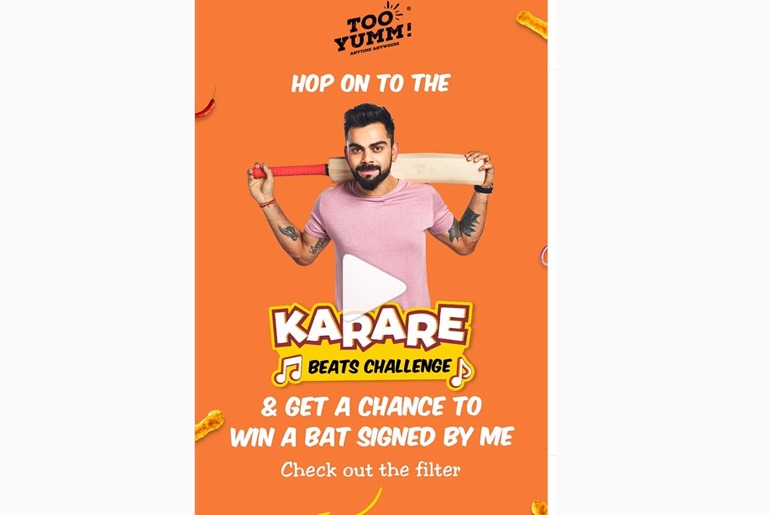 TOO
YUMM!
ANYTIME ANYWHERE
HOP ON TO THE
KARARE
BEATS CHALLENGE
& GET A CHANCE TO
WIN A BAT SIGNED BY ME
Check out the filter